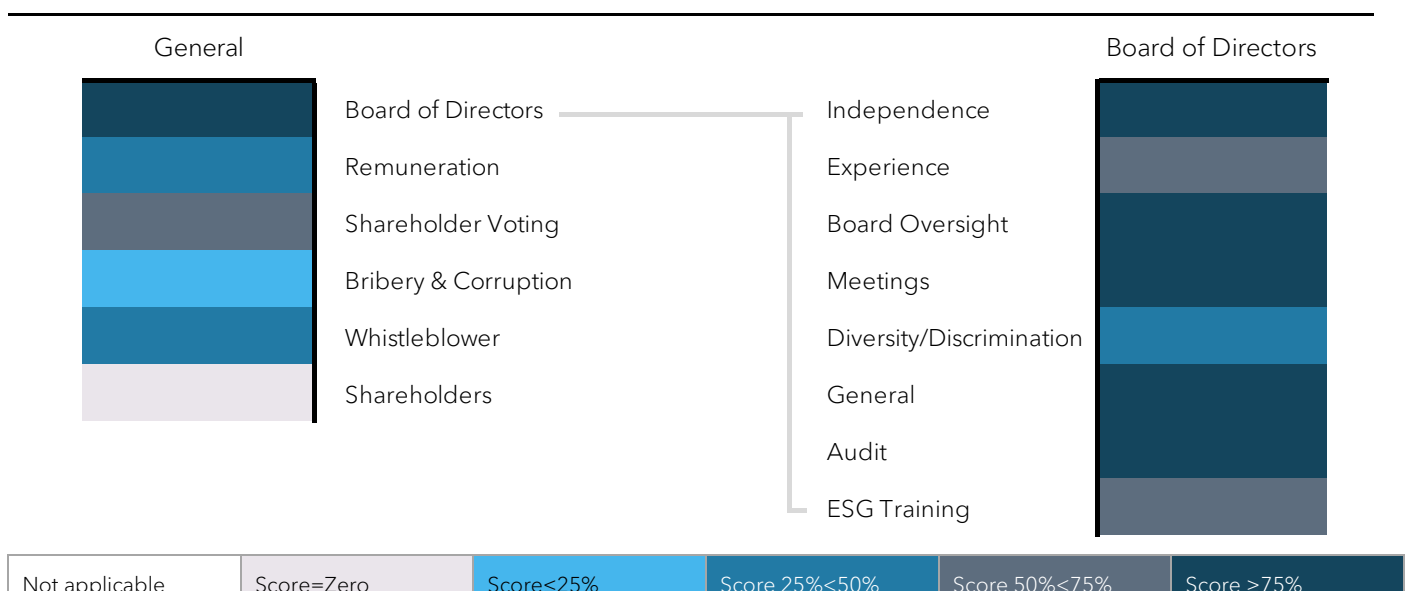 General
Board of Directors
Board of Directors
Independence
Remuneration
Experience
Shareholder Voting
Board Oversight
Bribery & Corruption
Meetings
Whistleblower
Diversity/Discrimination
Shareholders
General
Audit
ESG Training
Not applicable
Score=Zero
Score<25%
Score 25%<50%
Score 50%<75%
Score >75%